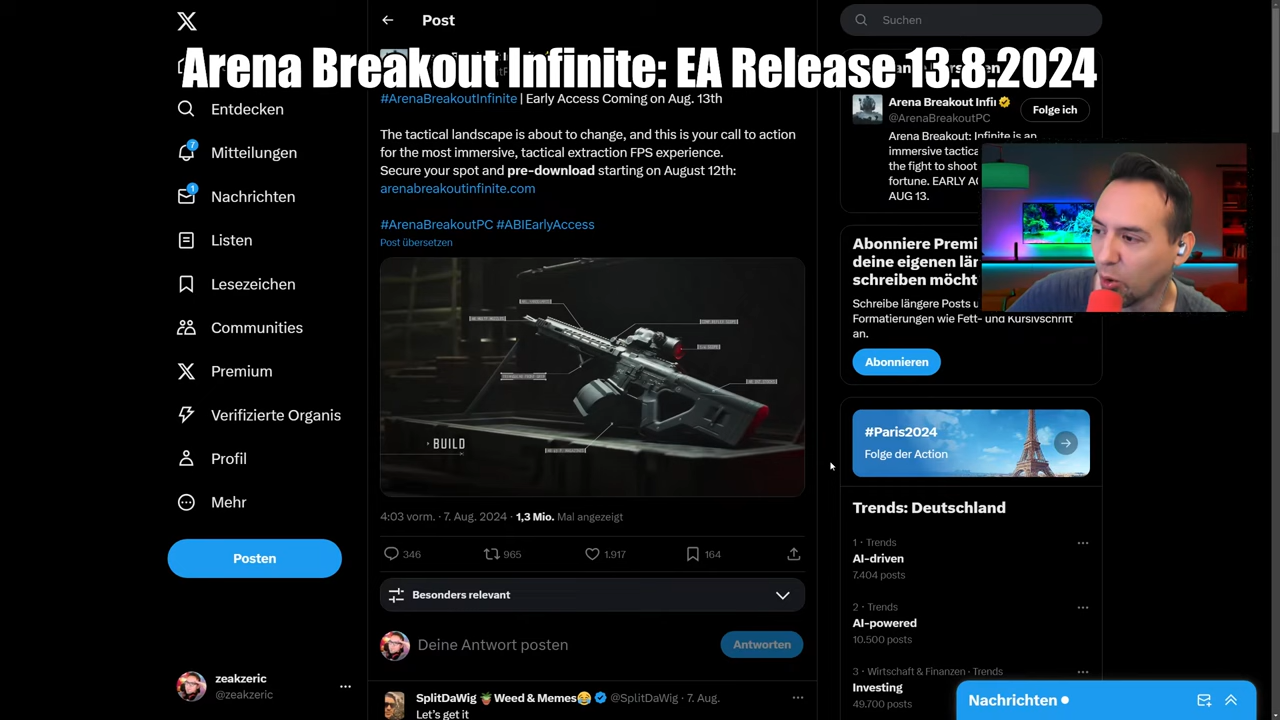 Post
Suchen
Arena Breakout Infinite: EA Release 13.8.2024
#ArenaBreakoutInfinite | Early Access Coming on Aug. 13th
The tactical landscape is about to change, and this is your call to action
for the most immersive, tactical extraction FPS experience.
Secure your spot and pre-download starting on August 12th:
arenabreakoutinfinite.com
#ArenaBreakoutPC #ABIEarlyAccess
Post übersetzen
BUILD
4:03 vorm. · 7. Aug. 2024 · 1,3 Mio. Mal angezeigt
346
965
1.917
164
Besonders relevant
Deine Antwort posten
Antworten
SplitDaWig Weed & Memes @SplitDaWig · 7. Aug.
Let's get it
Entdecken
7
Mitteilungen
1
Nachrichten
Listen
Lesezeichen
Communities
Premium
Verifizierte Organis
Profil
Mehr
Posten
zeakzeric
@zeakzeric
Arena Breakout Infi
@ArenaBreakoutPC
Folge ich
Arena Breakout: Infinite is an
immersive tactica
the fight to shoot
fortune. EARLY AC
AUG 13.
Abonniere Premi
deine eigenen lär
schreiben möcht
Schreibe längere Posts u
Formatierungen wie Fett- und Kursivschrift
an.
Abonnieren
#Paris2024
Folge der Action
Trends: Deutschland
1 · Trends
AI-driven
7.404 posts
2 · Trends
AI-powered
10.500 posts
3 · Wirtschaft & Finanzen · Trends
Investing
49.700 posts
Nachrichten